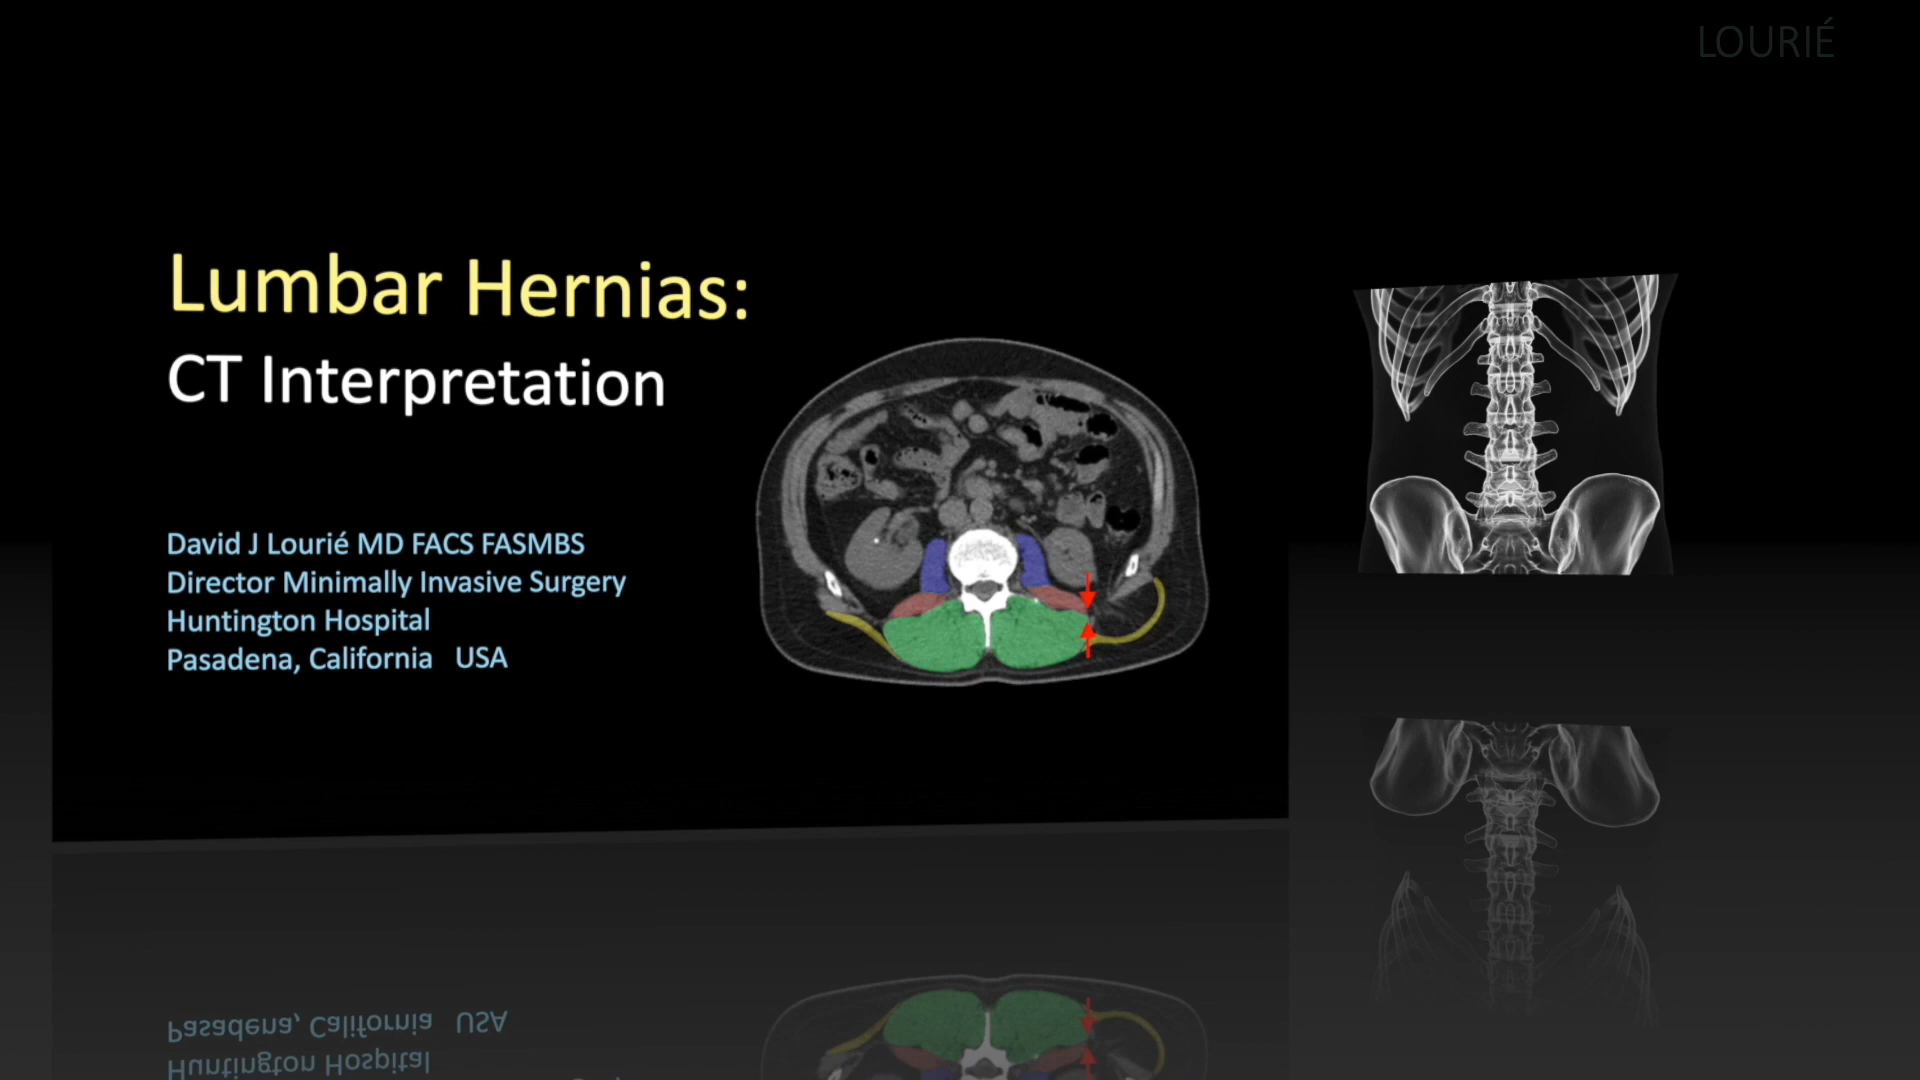 LOURIÉ
Lumbar Hernias:
CT Interpretation
David J Lourié MD FACS FASMBS
Director Minimally Invasive Surgery
Huntington Hospital
Pasadena, California USA